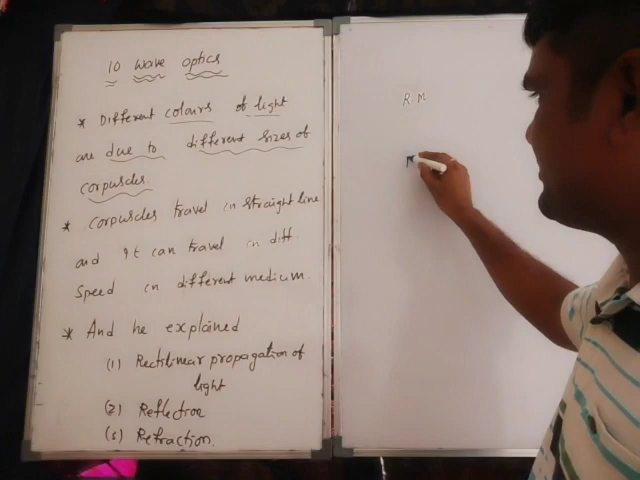 10 wave optics
* Different colours of light
are due to different sizes of
corpuscles.
* corpuscles travel in straight line
and it can travel in diff
speed in different medium.
* And he explained
(1) Rectilinear propagation of
light
(2) Reflection
(3) Refraction.
R M